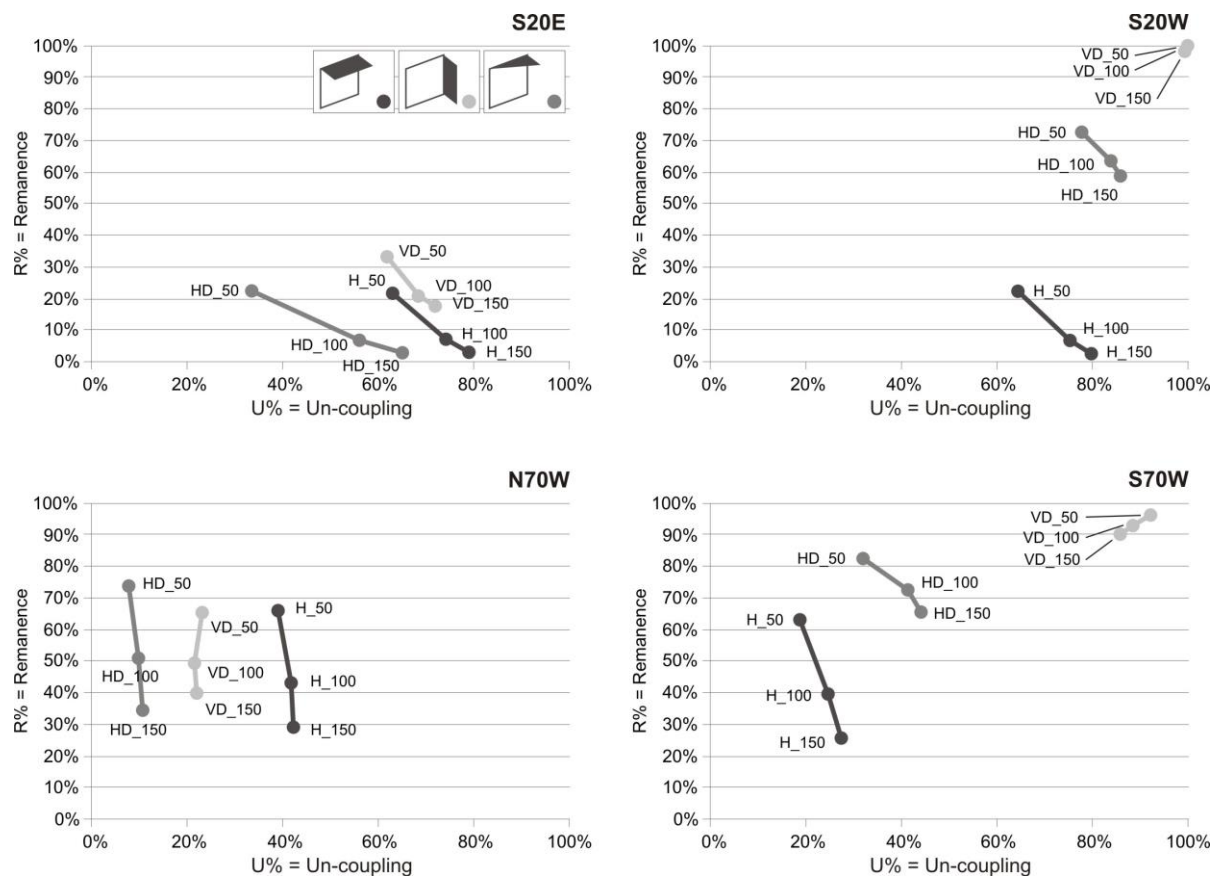 S20E
R% = Remanence
100%
90%
80%
70%
60%
50%
40%
30%
20%
10%
0%
VD_50
H_50
VD_100
HD_50
VD_150
H_100
HD_100
H_150
HD_150
0% 20% 40% 60% 80% 100%
U% = Un-coupling
S20W
R% = Remanence
100%
90%
80%
70%
60%
50%
40%
30%
20%
10%
0%
VD_50
VD_100
VD_150
HD_50
HD_100
HD_150
H_50
H_100
H_150
0% 20% 40% 60% 80% 100%
U% = Un-coupling
N70W
R% = Remanence
100%
90%
80%
70%
60%
50%
40%
30%
20%
10%
0%
HD_50
H_50
VD_50
HD_100
VD_100
H_100
VD_150
HD_150
H_150
0% 20% 40% 60% 80% 100%
U% = Un-coupling
S70W
R% = Remanence
100%
90%
80%
70%
60%
50%
40%
30%
20%
10%
0%
VD_50
VD_100
VD_150
HD_50
HD_100
HD_150
H_50
H_100
H_150
0% 20% 40% 60% 80% 100%
U% = Un-coupling